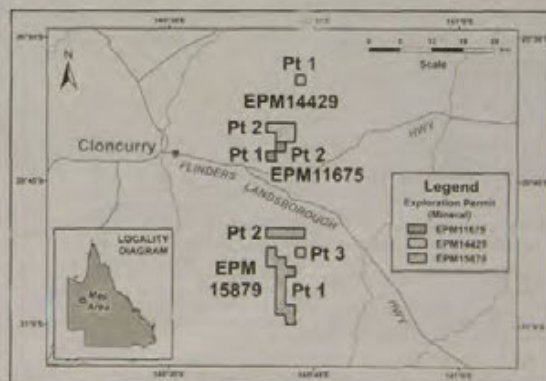 N
Scale
Pt 1
EPM14429
Pt 2
HWY
Cloncurry
Pt 1
Pt 2
EPM11675
FLINDERS
LANDSBOROUGH
HWY
Legend
Exploration Permit
(Mineral)
EPM11675
EPM14429
EPM15879
Pt 2
Pt 3
EPM
15879
Pt 1
LOCALITY
DIAGRAM
Map
Area